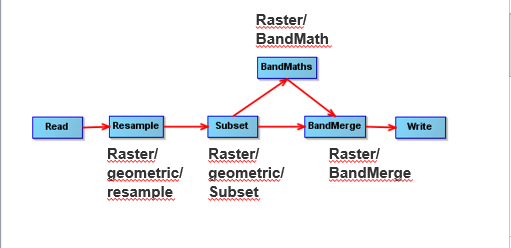 Raster/
BandMath
BandMaths
Read
Resample
Subset
BandMerge
Write
Raster/
geometric/
resample
Raster/
geometric/
Subset
Raster/
BandMerge